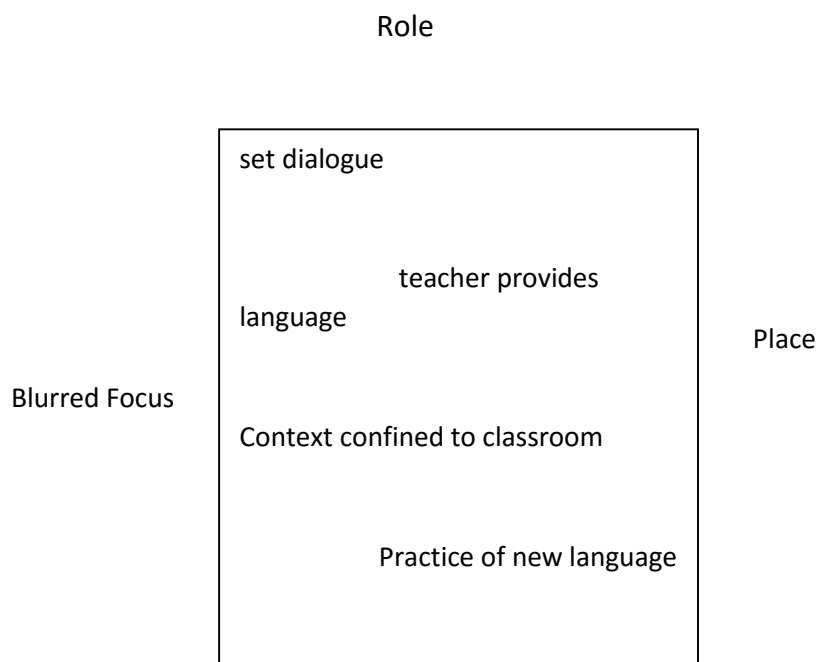 Role
set dialogue
teacher provides
language
Place
Blurred Focus
Context confined to classroom
Practice of new language